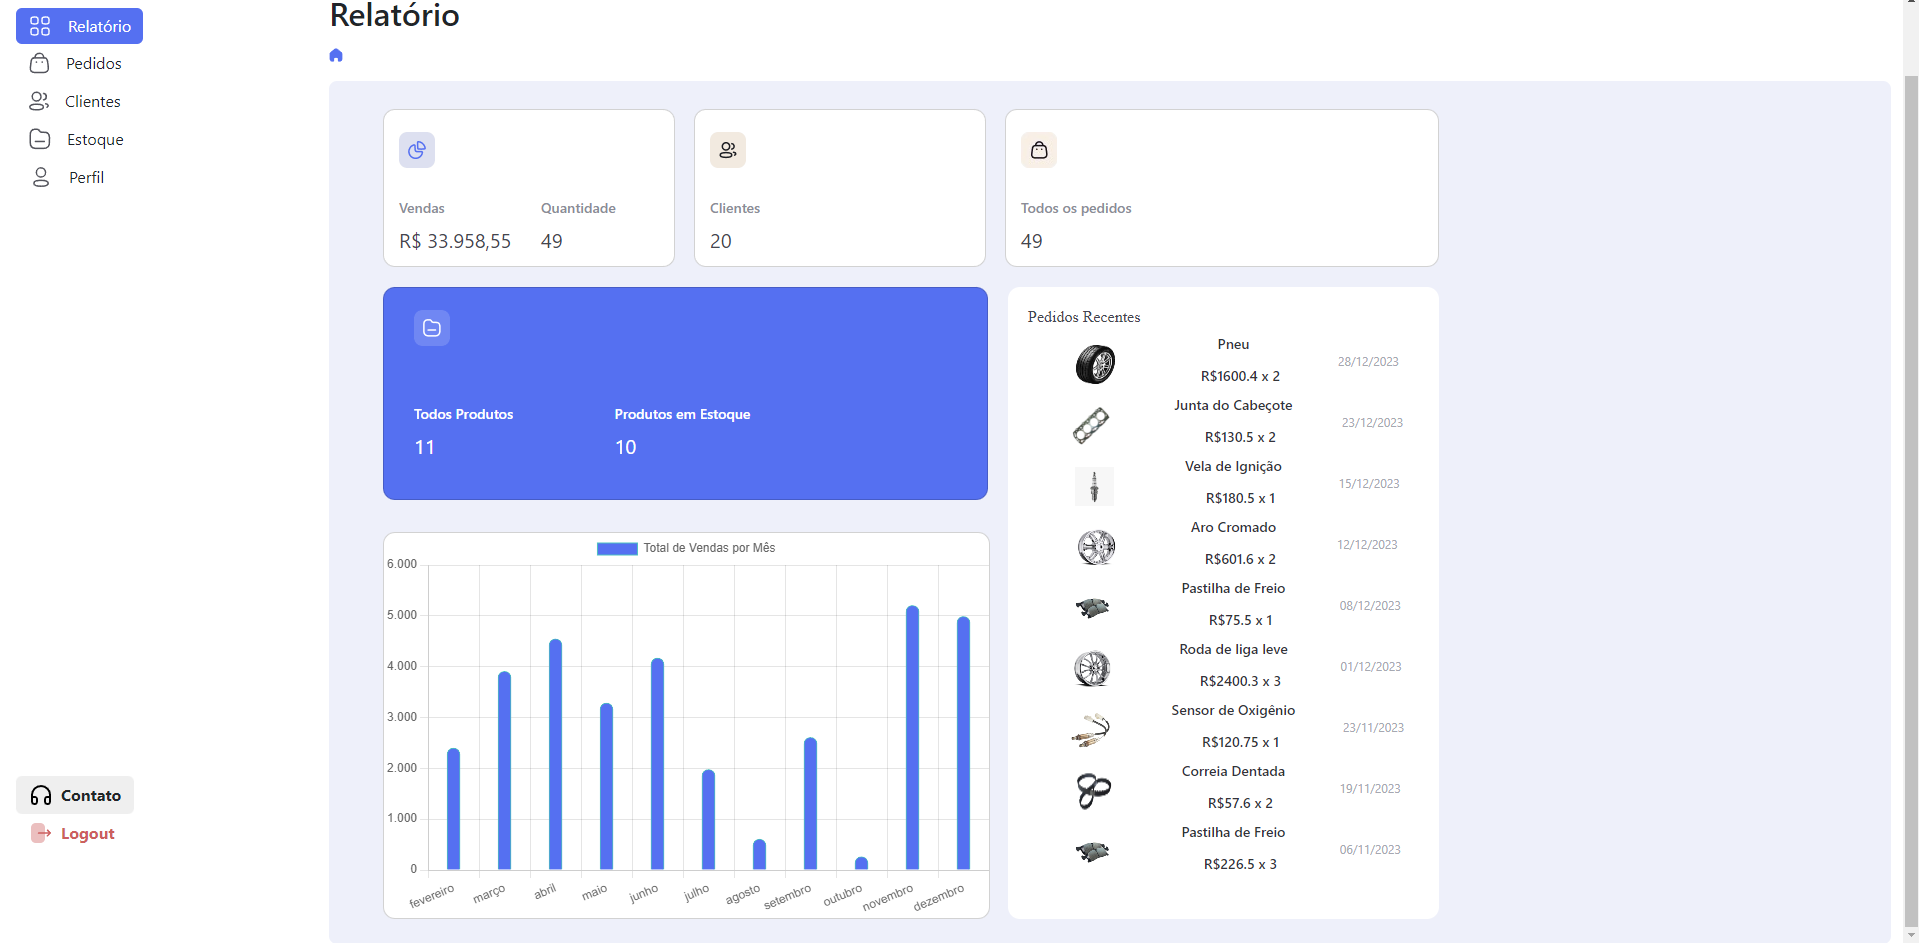 Relatório
Pedidos
Clientes
Estoque
Perfil
Contato
Logout
Relatório
Vendas Quantidade
R$ 33.958,55 49
Clientes
20
Todos os pedidos
49
Todos Produtos Produtos em Estoque
11 10
Total de Vendas por Mês
6.000
5.000
4.000
3.000
2.000
1.000
0
fevereiro março abril maio junho julho agosto setembro outubro novembro dezembro
Pedidos Recentes
Pneu
R$1600.4 x 2
28/12/2023
Junta do Cabeçote
R$130.5 x 2
23/12/2023
Vela de Ignição
R$180.5 x 1
15/12/2023
Aro Cromado
R$601.6 x 2
12/12/2023
Pastilha de Freio
R$75.5 x 1
08/12/2023
Roda de liga leve
R$2400.3 x 3
01/12/2023
Sensor de Oxigênio
R$120.75 x 1
23/11/2023
Correia Dentada
R$57.6 x 2
19/11/2023
Pastilha de Freio
R$226.5 x 3
06/11/2023